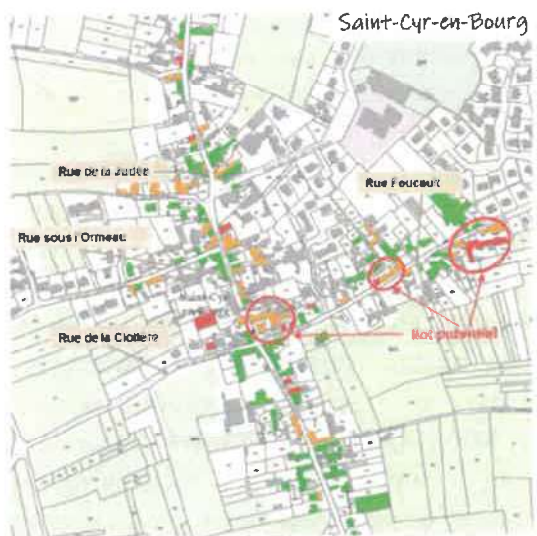 Saint-Cyr-en-Bourg
Rue de la Judée
Rue Foucault
Rue sous l'Ormeau
Rue de la Clotière
Ilot potentiel